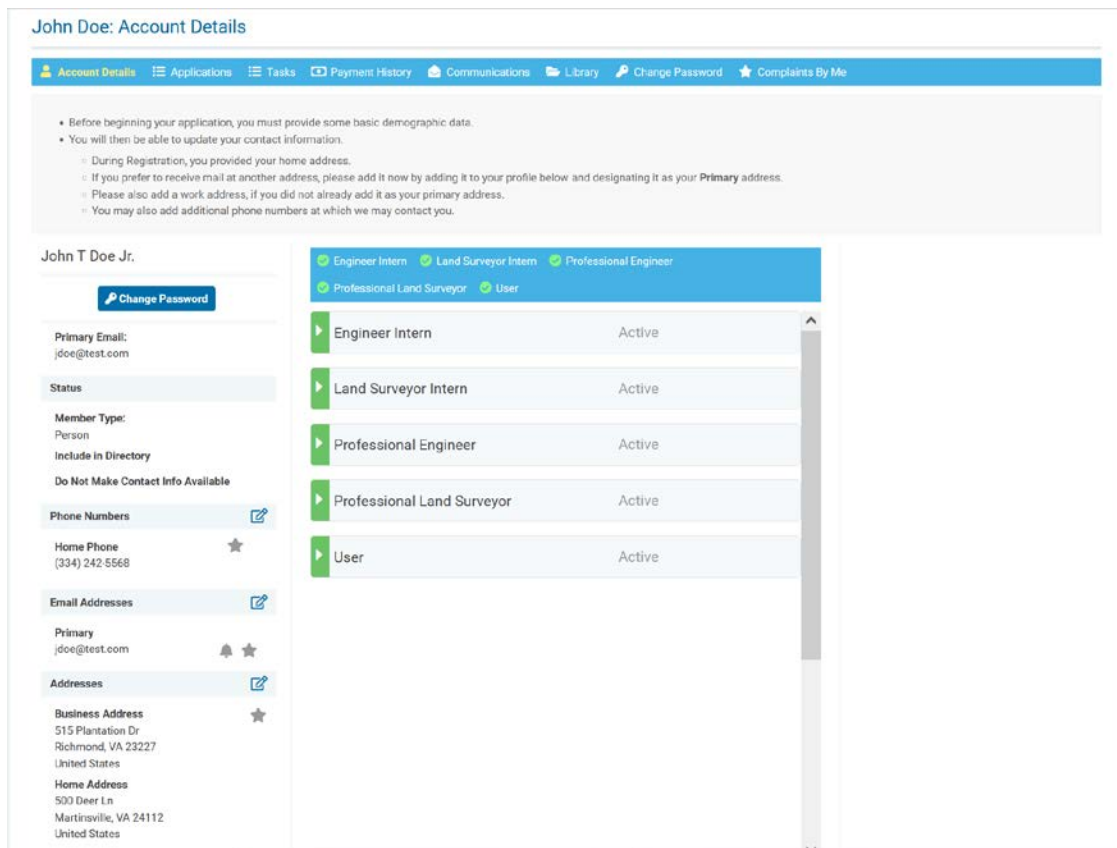 John Doe: Account Details
Account Details Applications Tasks Payment History Communications Library Change Password Complaints By Me
Before beginning your application, you must provide some basic demographic data.
You will then be able to update your contact information.
During Registration, you provided your home address.
If you prefer to receive mail at another address, please add it now by adding it to your profile below and designating it as your Primary address.
Please also add a work address, if you did not already add it as your primary address.
You may also add additional phone numbers at which we may contact you.
John T Doe Jr.
Change Password
Primary Email:
jdoe@test.com
Status
Member Type:
Person
Include in Directory
Do Not Make Contact Info Available
Phone Numbers
Home Phone
(334) 242-5568
Email Addresses
Primary
jdoe@test.com
Addresses
Business Address
515 Plantation Dr
Richmond, VA 23227
United States
Home Address
500 Deer Ln
Martinsville, VA 24112
United States
Engineer Intern Land Surveyor Intern Professional Engineer
Professional Land Surveyor User
Engineer Intern Active
Land Surveyor Intern Active
Professional Engineer Active
Professional Land Surveyor Active
User Active